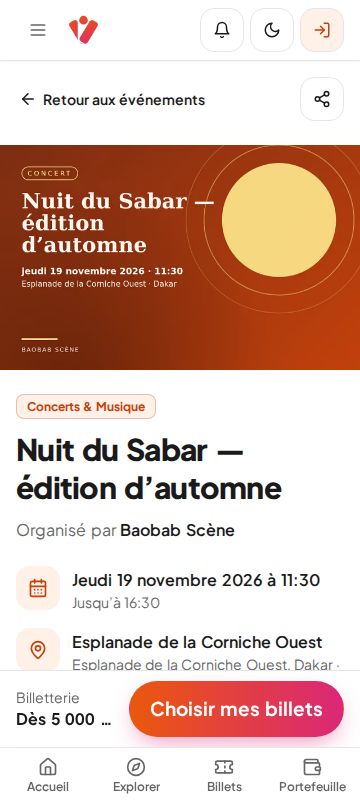 Retour aux événements
CONCERT
Nuit du Sabar —
édition
d’automne
jeudi 19 novembre 2026 · 11:30
Esplanade de la Corniche Ouest · Dakar
BAOBAB SCÈNE
Concerts & Musique
Nuit du Sabar —
édition d’automne
Organisé par Baobab Scène
Jeudi 19 novembre 2026 à 11:30
Jusqu’à 16:30
Esplanade de la Corniche Ouest
Esplanade de la Corniche Ouest, Dakar ·
Billetterie
Dès 5 000 ...
Choisir mes billets
Accueil
Explorer
Billets
Portefeuille